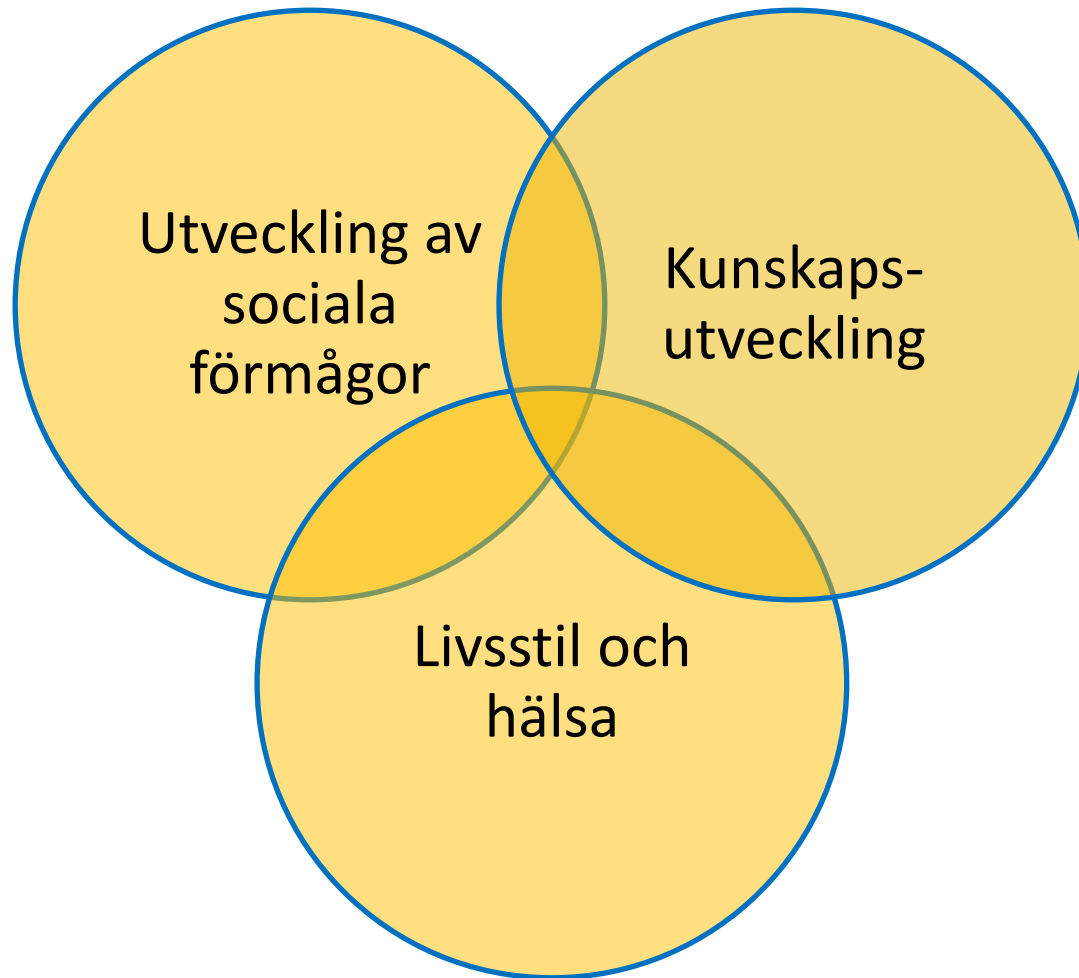 Utveckling av
sociala
förmågor
Kunskaps-
utveckling
Livsstil och
hälsa